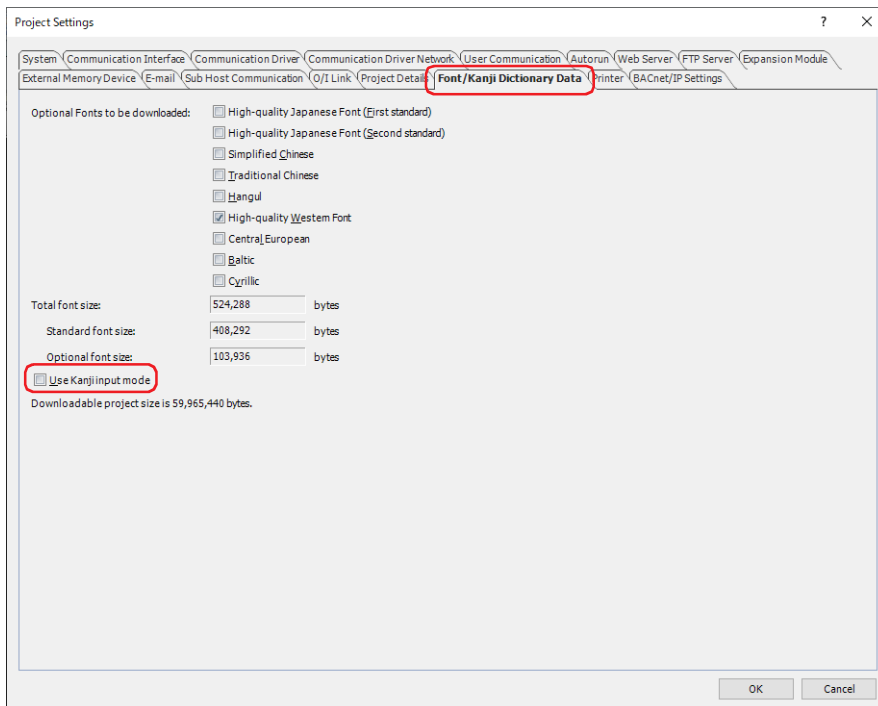 Project Settings
?
System Communication Interface Communication Driver Communication Driver Network User Communication Autorun Web Server FTP Server Expansion Module
External Memory Device E-mail Sub Host Communication O/I Link Project Details Font/Kanji Dictionary Data Printer BACnet/IP Settings
Optional Fonts to be downloaded: High-quality Japanese Font (First standard)
High-quality Japanese Font (Second standard)
Simplified Chinese
Traditional Chinese
Hangul
High-quality Western Font
Central European
Baltic
Cyrillic
Total font size: 524,288 bytes
Standard font size: 408,292 bytes
Optional font size: 103,936 bytes
Use Kanji input mode
Downloadable project size is 59,965,440 bytes.
OK Cancel